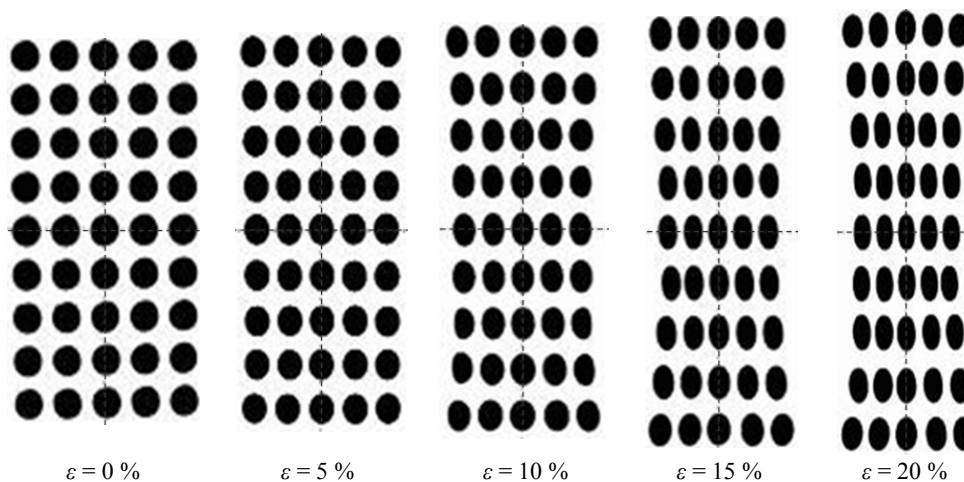 ε = 0 %
ε = 5 %
ε = 10 %
ε = 15 %
ε = 20 %